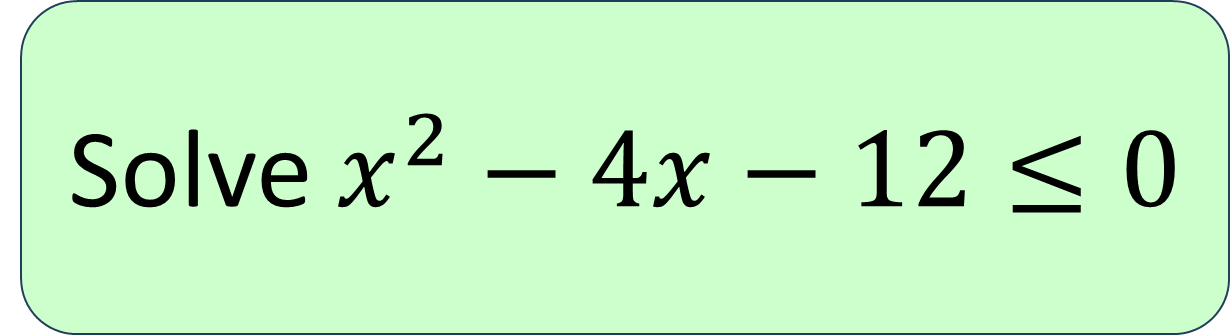 Solve 𝑥² − 4𝑥 − 12 ≤ 0